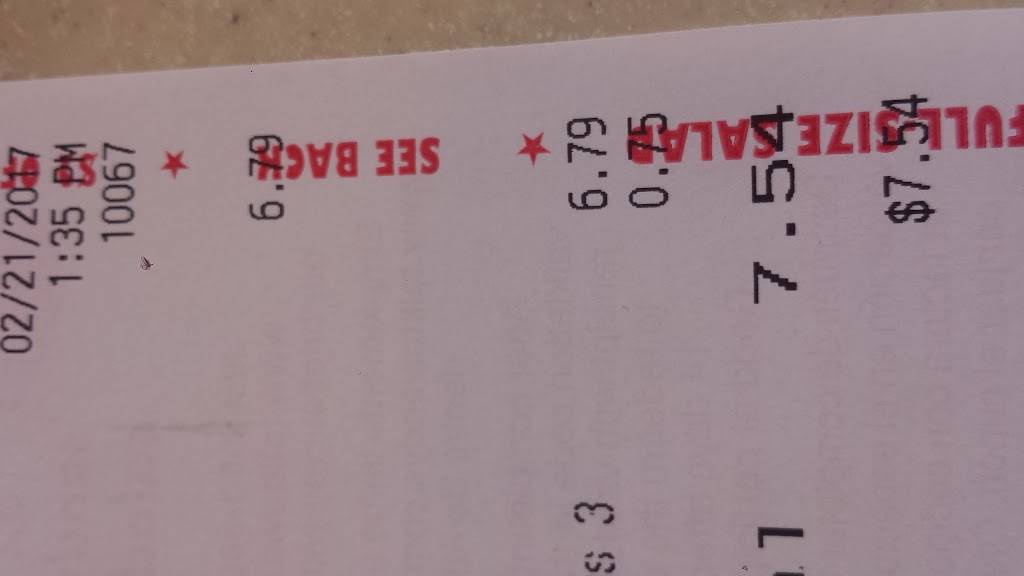 02/21/2017
1:35 PM
10067
6.79
6.79
0.75
7.54
$7.54
s 3
★ SEE BACK ★ FULL SIZE SALAD